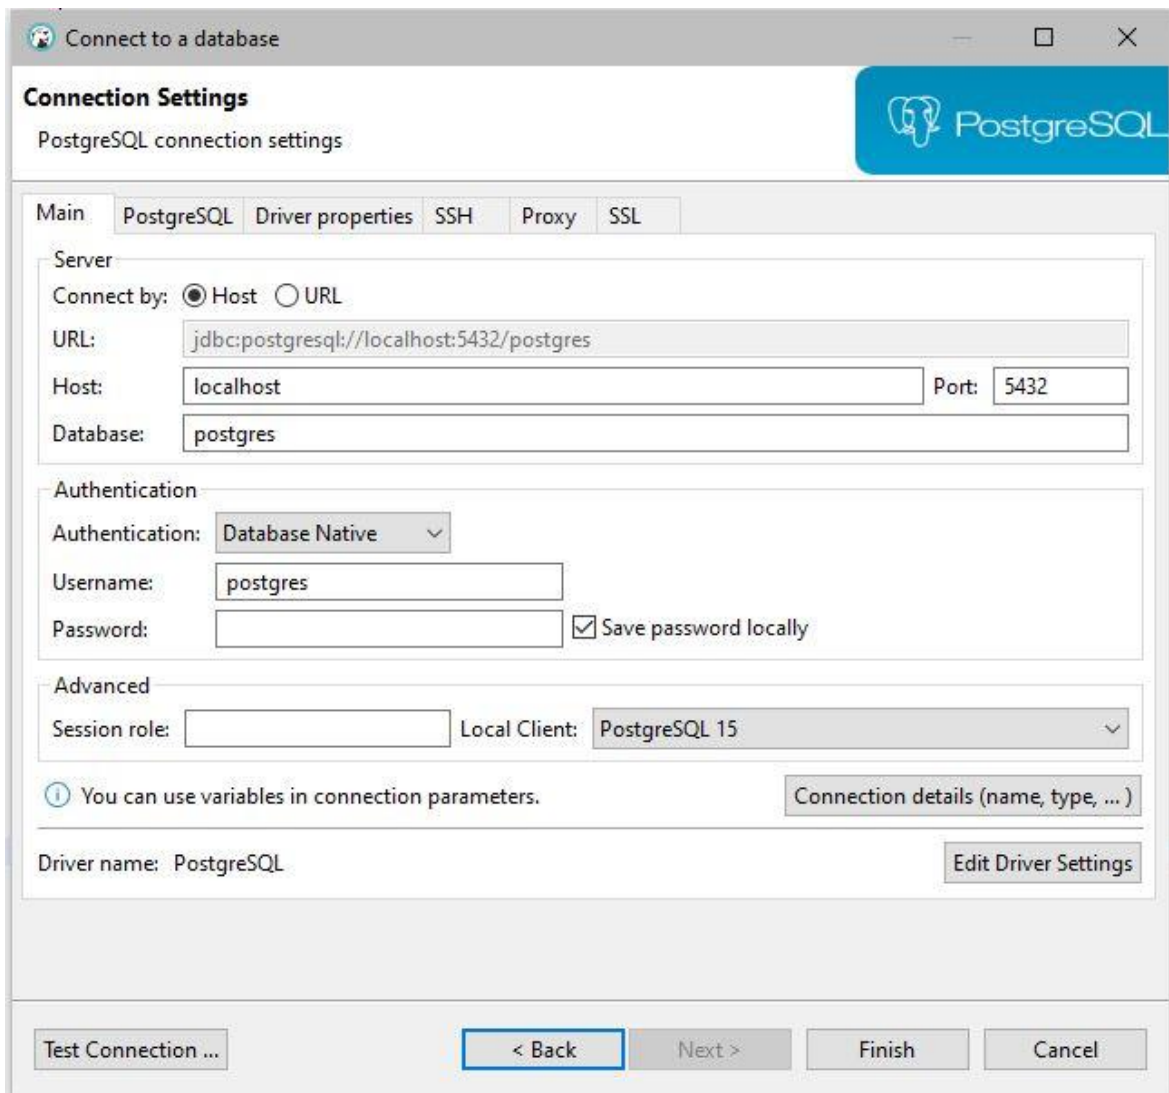 Connect to a database
Connection Settings
PostgreSQL connection settings
PostgreSQL
Main PostgreSQL Driver properties SSH Proxy SSL
Server
Connect by: Host URL
URL: jdbc:postgresql://localhost:5432/postgres
Host: localhost Port: 5432
Database: postgres
Authentication
Authentication: Database Native
Username: postgres
Password: Save password locally
Advanced
Session role: Local Client: PostgreSQL 15
You can use variables in connection parameters. Connection details (name, type, ... )
Driver name: PostgreSQL Edit Driver Settings
Test Connection ... < Back Next > Finish Cancel